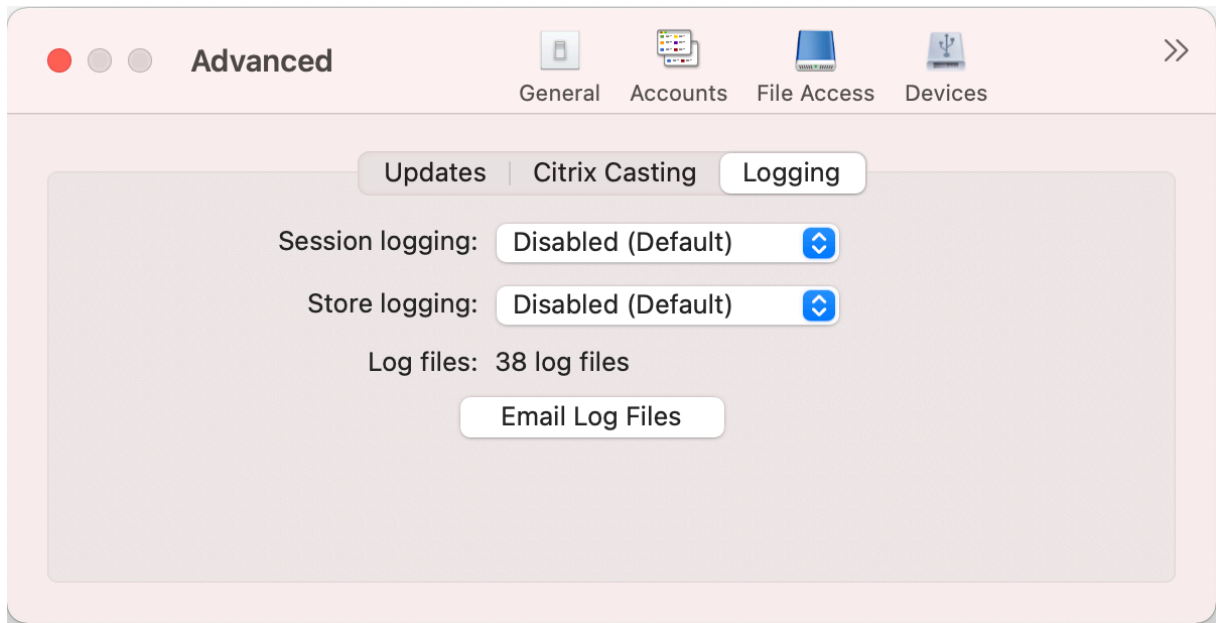 Advanced
General Accounts File Access Devices
Updates Citrix Casting Logging
Session logging: Disabled (Default)
Store logging: Disabled (Default)
Log files: 38 log files
Email Log Files